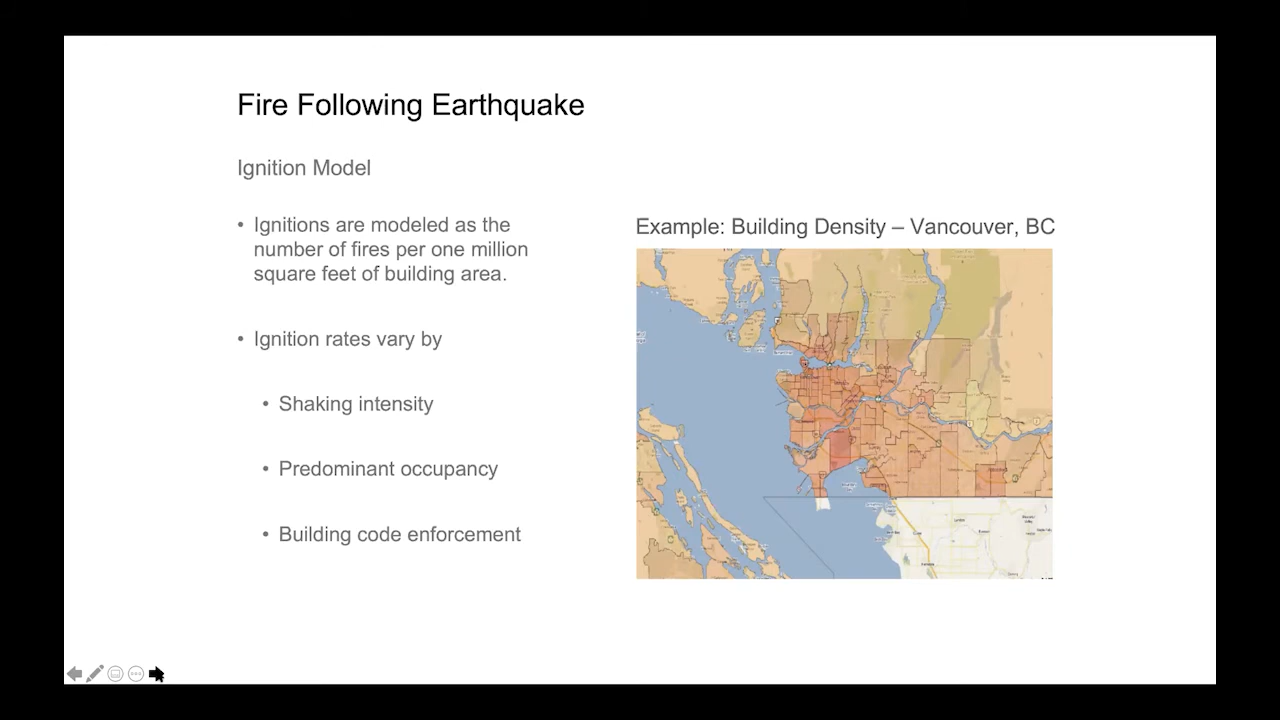 Fire Following Earthquake
Ignition Model
• Ignitions are modeled as the
number of fires per one million
square feet of building area.
• Ignition rates vary by
• Shaking intensity
• Predominant occupancy
• Building code enforcement
Example: Building Density – Vancouver, BC